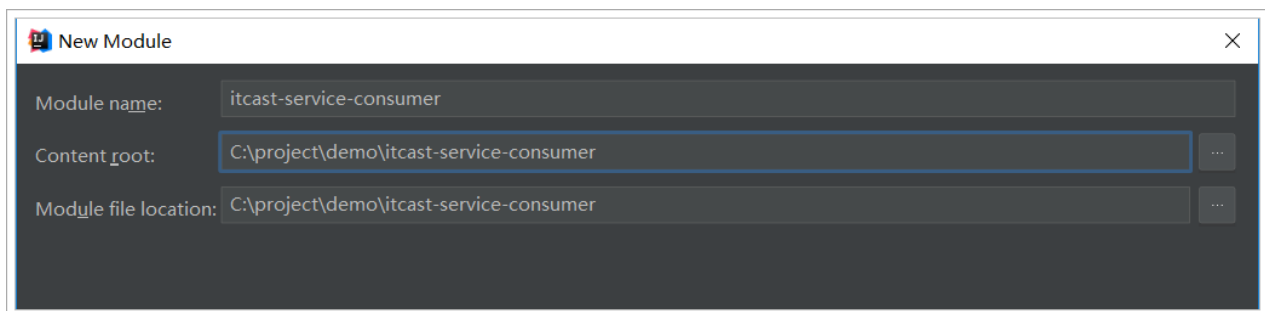 New Module
Module name: itcast-service-consumer
Content root: C:\project\demo\itcast-service-consumer ...
Module file location: C:\project\demo\itcast-service-consumer ...